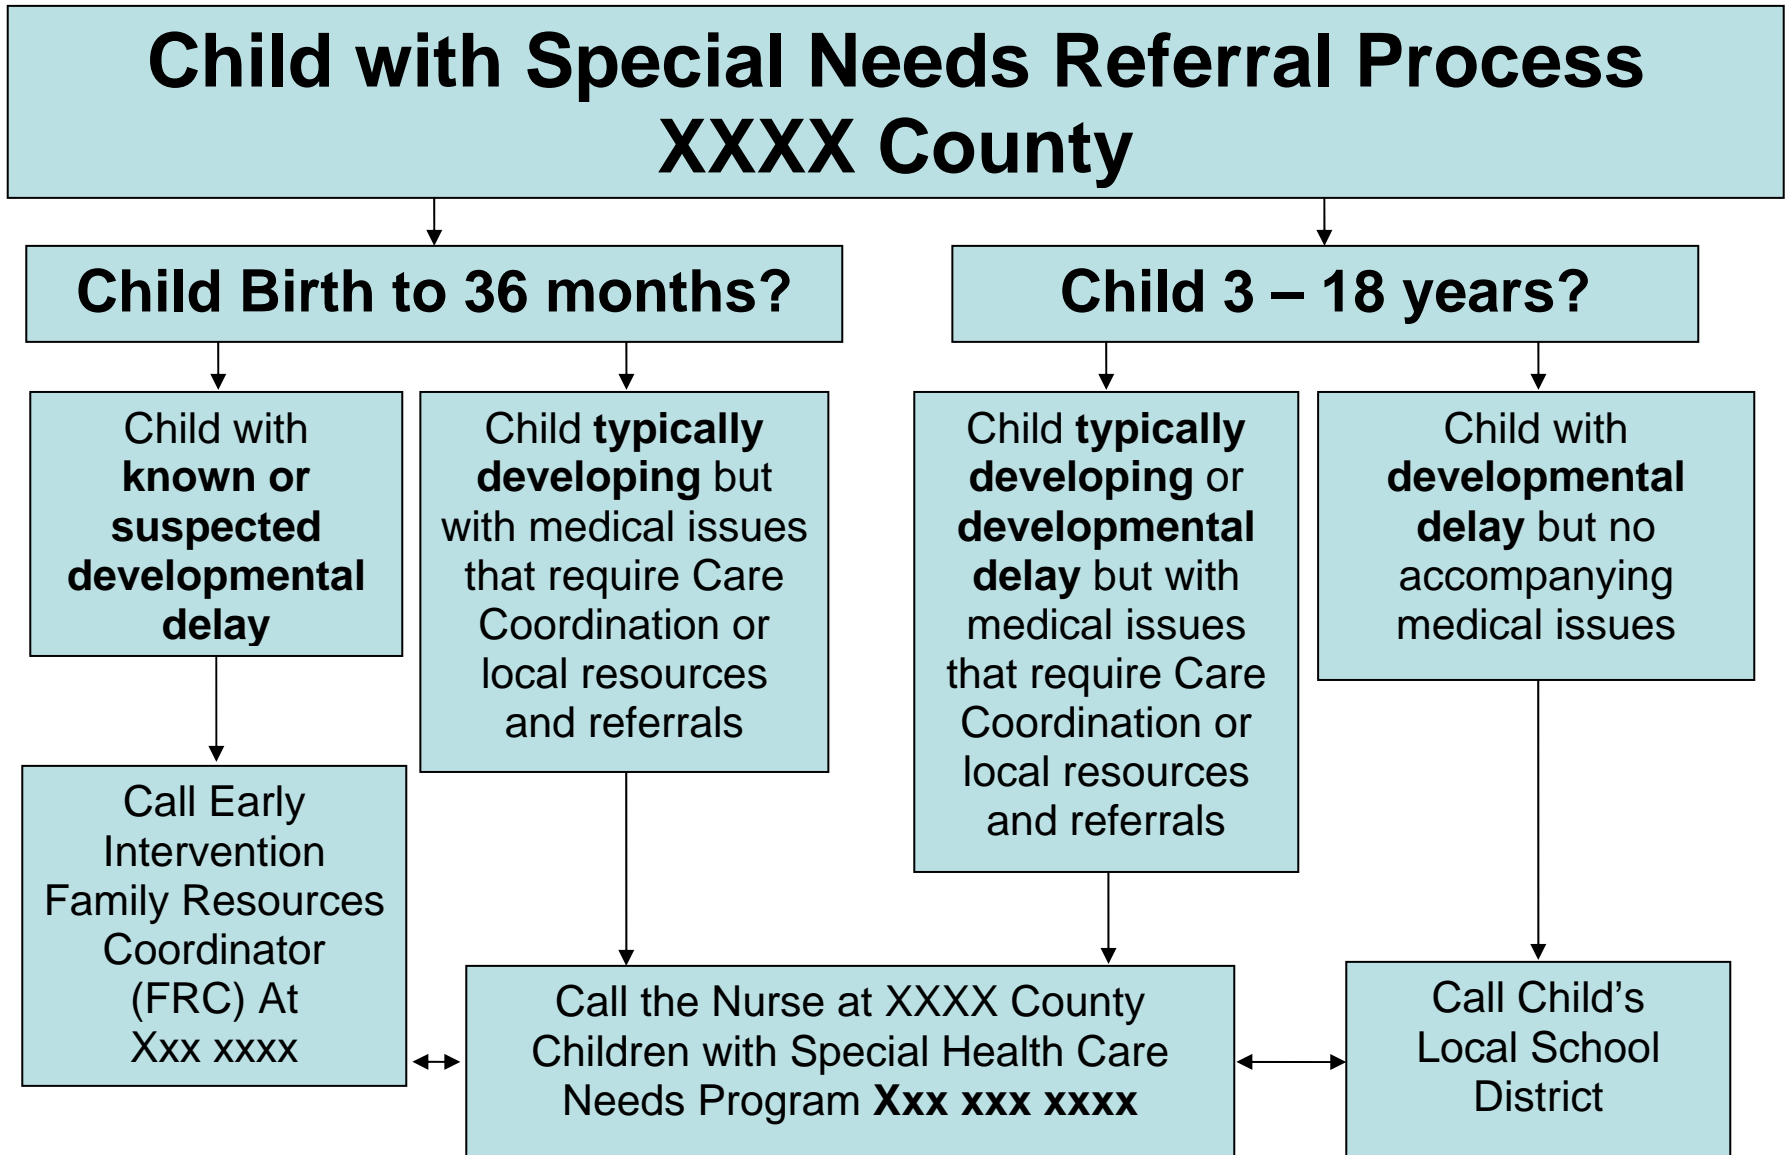 Child with Special Needs Referral Process
XXXX County
Child Birth to 36 months?
Child 3 – 18 years?
Child with
known or
suspected
developmental
delay
Child typically
developing but
with medical issues
that require Care
Coordination or
local resources
and referrals
Child typically
developing or
developmental
delay but with
medical issues
that require Care
Coordination or
local resources
and referrals
Child with
developmental
delay but no
accompanying
medical issues
Call Early
Intervention
Family Resources
Coordinator
(FRC) At
Xxx xxxx
Call the Nurse at XXXX County
Children with Special Health Care
Needs Program Xxx xxx xxxx
Call Child’s
Local School
District